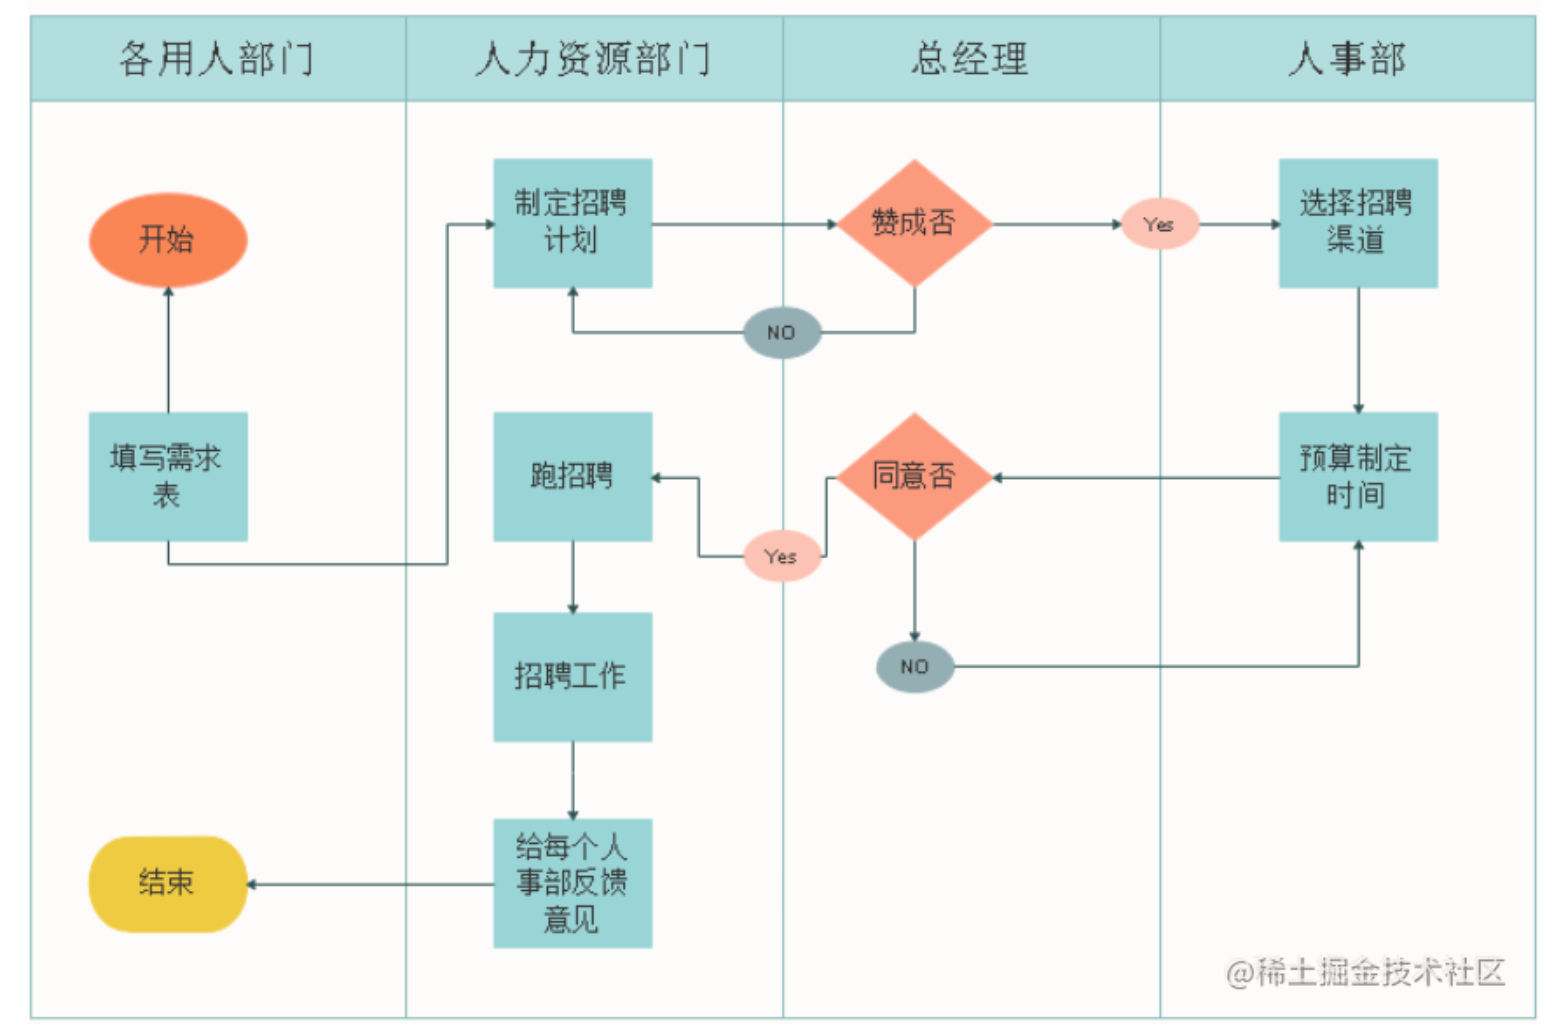 各用人部门
人力资源部门
总经理
人事部
开始
制定招聘
计划
赞成否
Yes
选择招聘
渠道
NO
填写需求
表
跑招聘
同意否
预算制定
时间
Yes
招聘工作
NO
给每个人
事部反馈
意见
结束
@稀土掘金技术社区